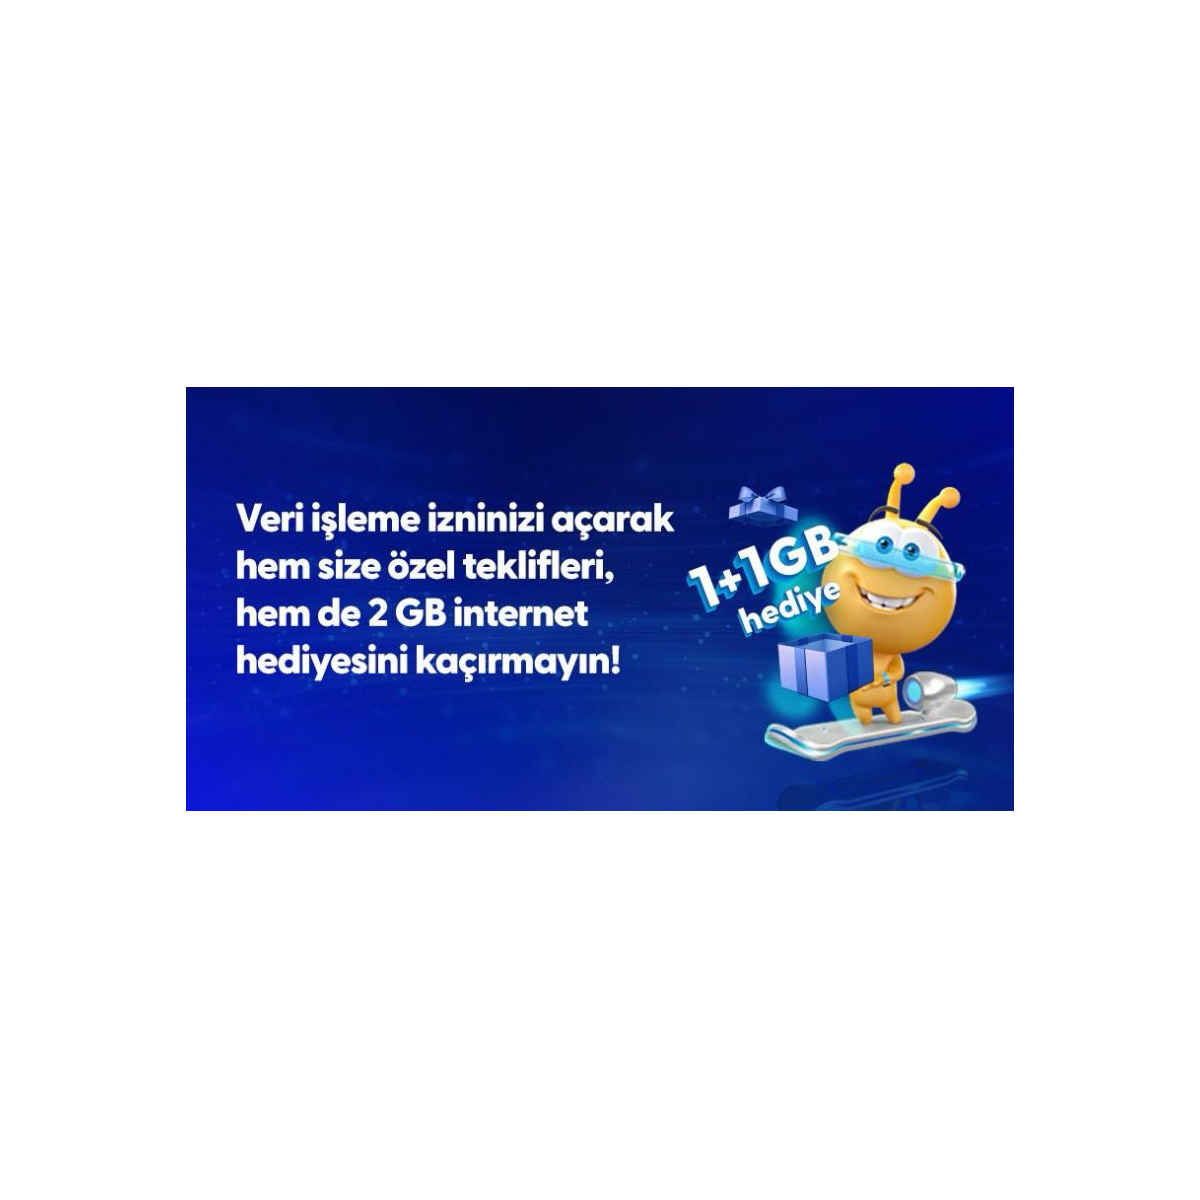 Veri işleme izninizi açarak
hem size özel teklifleri,
hem de 2 GB internet
hediyesini kaçırmayın!
1+1GB
hediye